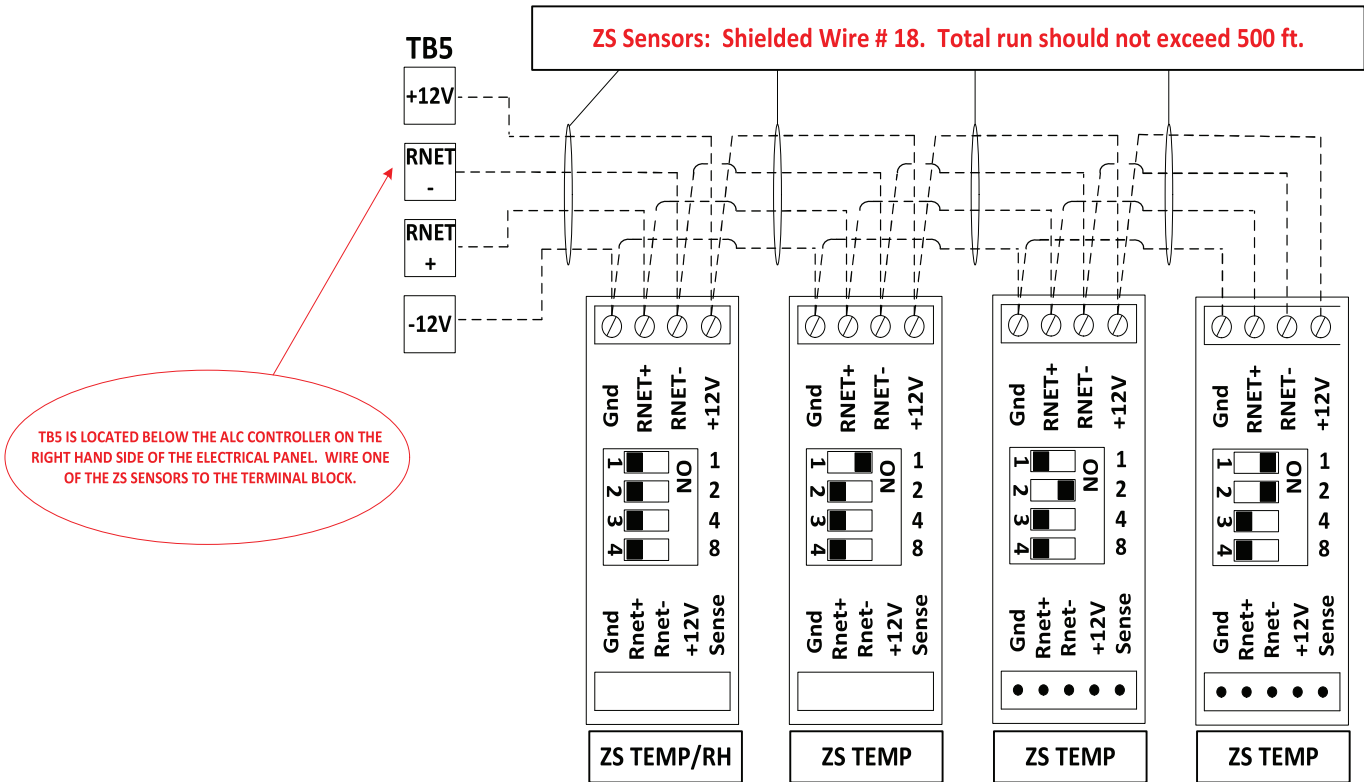 ZS Sensors: Shielded Wire # 18. Total run should not exceed 500 ft.
TB5
+12V
RNET
-
RNET
+
-12V
TB5 IS LOCATED BELOW THE ALC CONTROLLER ON THE
RIGHT HAND SIDE OF THE ELECTRICAL PANEL. WIRE ONE
OF THE ZS SENSORS TO THE TERMINAL BLOCK.
Gnd
RNET+
RNET-
+12V
1
2
3
4
ON
1
2
4
8
Gnd
Rnet+
Rnet-
+12V
Sense
ZS TEMP/RH
Gnd
RNET+
RNET-
+12V
1
2
3
4
ON
1
2
4
8
Gnd
Rnet+
Rnet-
+12V
Sense
ZS TEMP
Gnd
RNET+
RNET-
+12V
1
2
3
4
ON
1
2
4
8
Gnd
Rnet+
Rnet-
+12V
Sense
ZS TEMP
Gnd
RNET+
RNET-
+12V
1
2
3
4
ON
1
2
4
8
Gnd
Rnet+
Rnet-
+12V
Sense
ZS TEMP